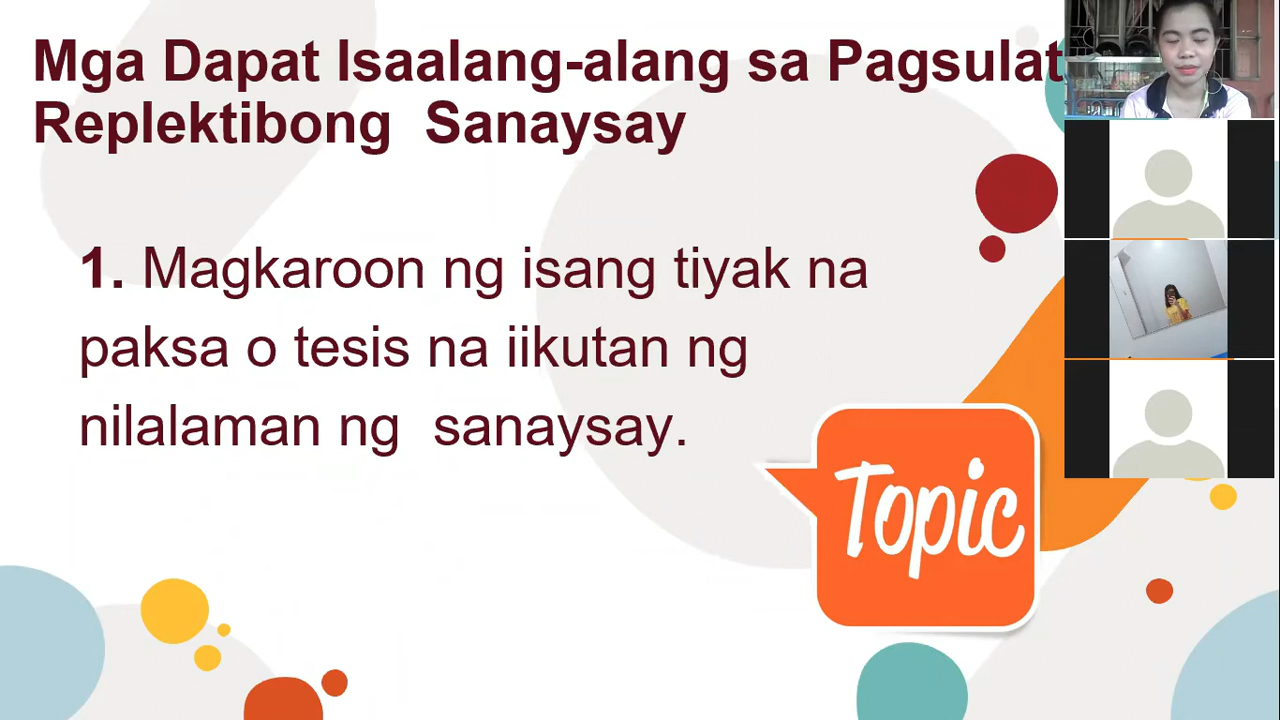 Mga Dapat Isaalang-alang sa Pagsulat
Replektibong Sanaysay
1. Magkaroon ng isang tiyak na
paksa o tesis na iikutan ng
nilalaman ng sanaysay.
Topic